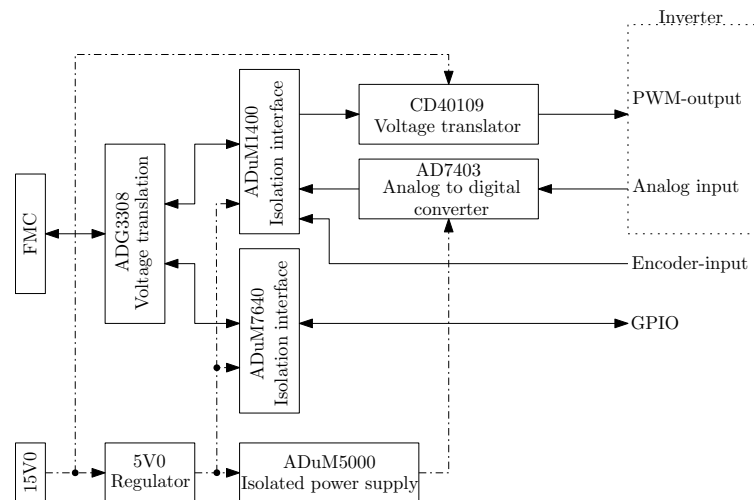 Inverter
CD40109
Voltage translator
PWM-output
ADuM1400
Isolation interface
AD7403
Analog to digital
converter
Analog input
ADG3308
Voltage translation
FMC
Encoder-input
ADuM7640
Isolation interface
GPIO
15V0
5V0
Regulator
ADuM5000
Isolated power supply